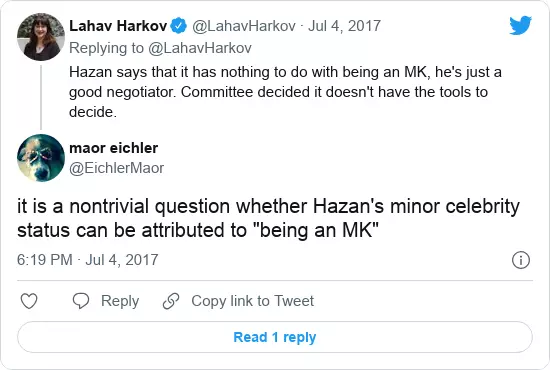 Lahav Harkov @LahavHarkov · Jul 4, 2017
Replying to @LahavHarkov
Hazan says that it has nothing to do with being an MK, he's just a
good negotiator. Committee decided it doesn't have the tools to
decide.
maor eichler
@EichlerMaor
it is a nontrivial question whether Hazan's minor celebrity
status can be attributed to "being an MK"
6:19 PM · Jul 4, 2017
Reply
Copy link to Tweet
Read 1 reply